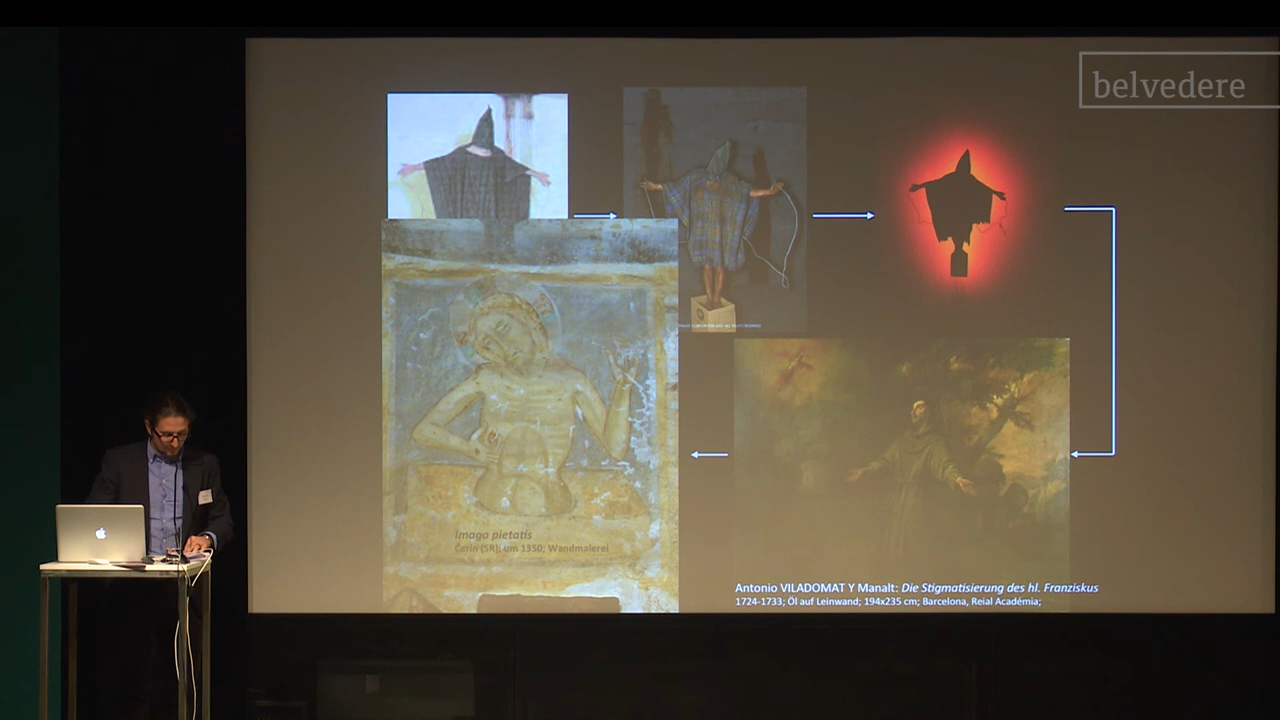 belvedere
Imago pietatis
Čerín (SR); um 1350; Wandmalerei
Antonio VILADOMAT Y Manalt: Die Stigmatisierung des hl. Franziskus
1724-1733; Öl auf Leinwand; 194x235 cm; Barcelona, Reial Académia;